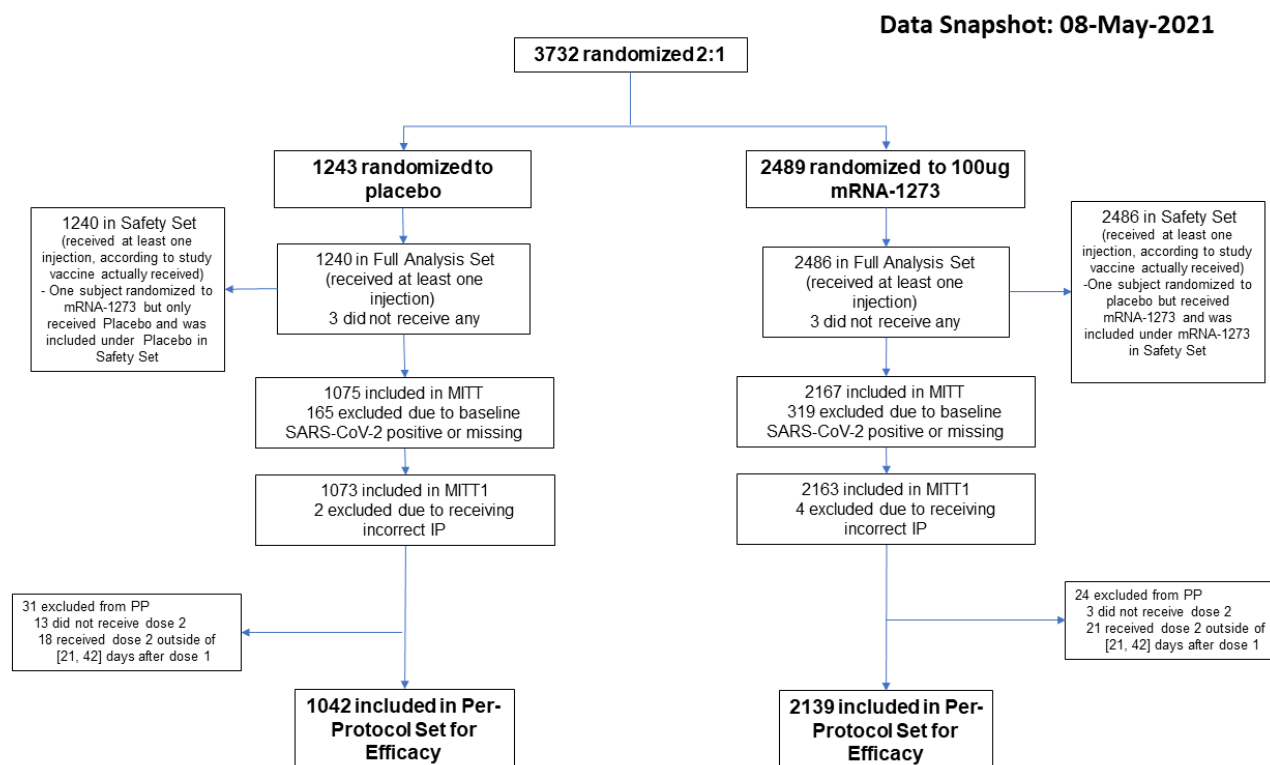 Data Snapshot: 08-May-2021
3732 randomized 2:1
1243 randomized to
placebo
2489 randomized to 100ug
mRNA-1273
1240 in Safety Set
(received at least one
injection, according to study
vaccine actually received)
- One subject randomized to
mRNA-1273 but only
received Placebo and was
included under Placebo in
Safety Set
1240 in Full Analysis Set
(received at least one
injection)
3 did not receive any
2486 in Full Analysis Set
(received at least one
injection)
3 did not receive any
2486 in Safety Set
(received at least one
injection, according to study
vaccine actually received)
-One subject randomized to
placebo but received
mRNA-1273 and was
included under mRNA-1273
in Safety Set
1075 included in MITT
165 excluded due to baseline
SARS-CoV-2 positive or missing
2167 included in MITT
319 excluded due to baseline
SARS-CoV-2 positive or missing
1073 included in MITT1
2 excluded due to receiving
incorrect IP
2163 included in MITT1
4 excluded due to receiving
incorrect IP
31 excluded from PP
13 did not receive dose 2
18 received dose 2 outside of
[21, 42] days after dose 1
24 excluded from PP
3 did not receive dose 2
21 received dose 2 outside of
[21, 42] days after dose 1
1042 included in Per-
Protocol Set for
Efficacy
2139 included in Per-
Protocol Set for
Efficacy